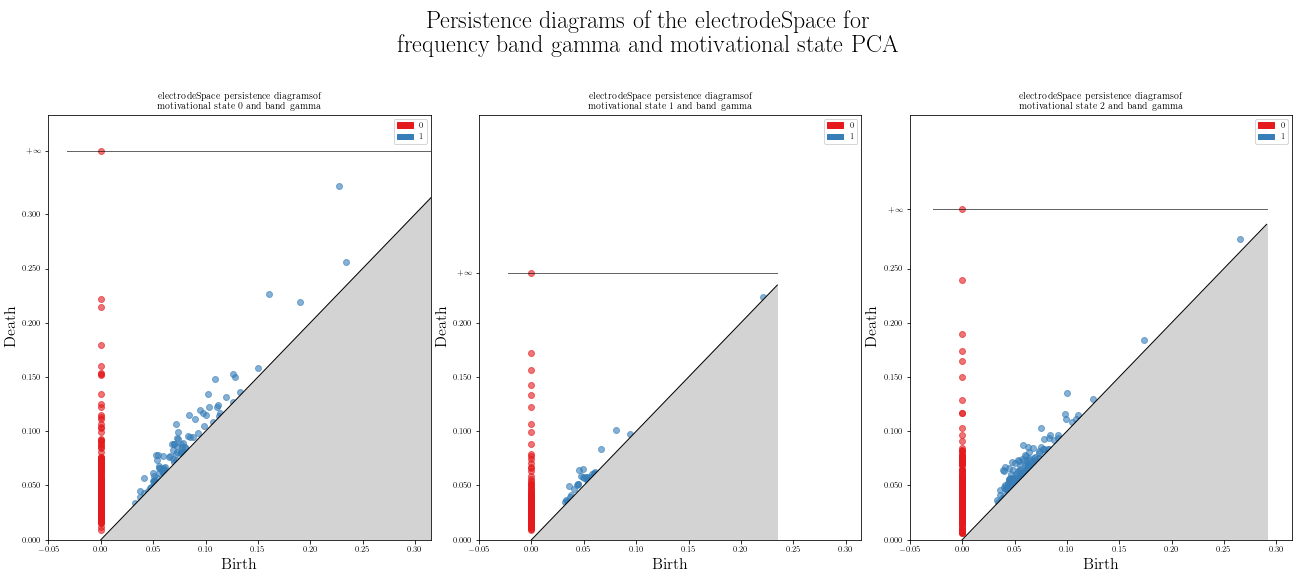 Persistence diagrams of the electrodeSpace for
frequency band gamma and motivational state PCA
electrodeSpace persistence diagramsof
motivational state 0 and band gamma
0
1
+∞
0.300
0.250
0.200
0.150
0.100
0.050
0.000
Death
−0.05 0.00 0.05 0.10 0.15 0.20 0.25 0.30
Birth
electrodeSpace persistence diagramsof
motivational state 1 and band gamma
0
1
+∞
0.200
0.150
0.100
0.050
0.000
Death
−0.05 0.00 0.05 0.10 0.15 0.20 0.25 0.30
Birth
electrodeSpace persistence diagramsof
motivational state 2 and band gamma
0
1
+∞
0.250
0.200
0.150
0.100
0.050
0.000
Death
−0.05 0.00 0.05 0.10 0.15 0.20 0.25 0.30
Birth